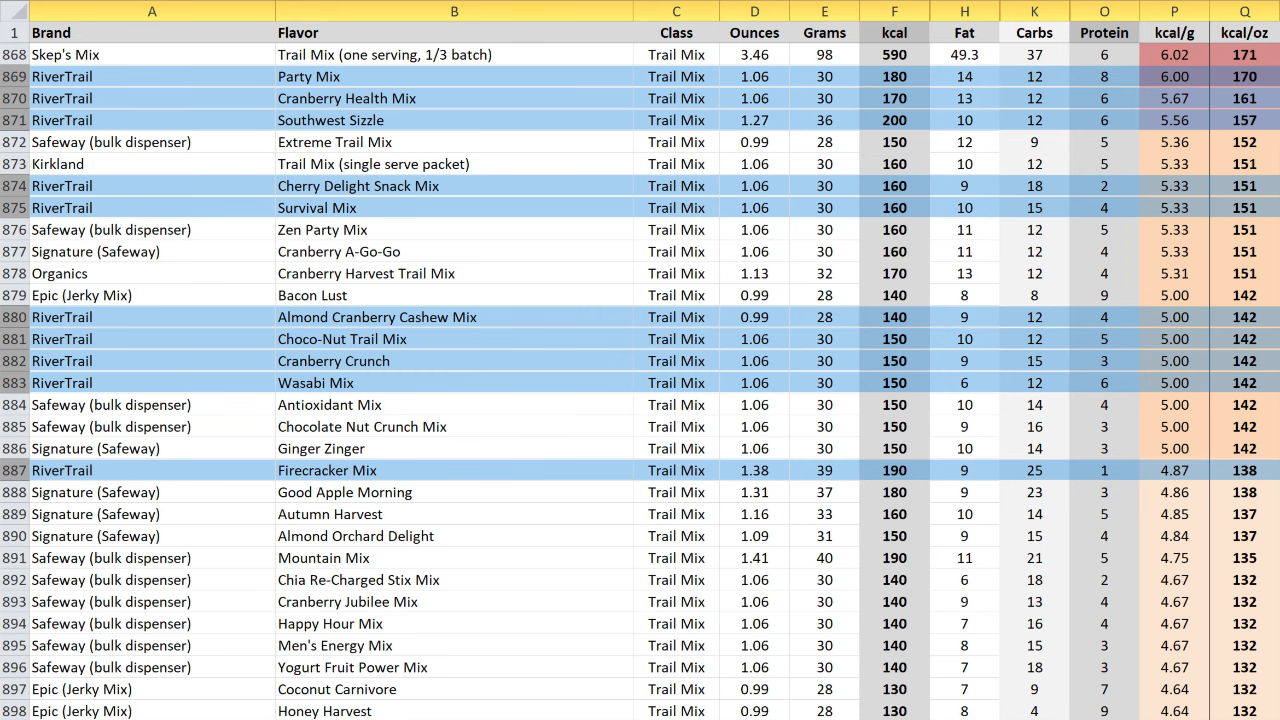 A B C D E F H K O P Q
1 Brand Flavor Class Ounces Grams kcal Fat Carbs Protein kcal/g kcal/oz
868 Skep's Mix Trail Mix (one serving, 1/3 batch) Trail Mix 3.46 98 590 49.3 37 6 6.02 171
869 RiverTrail Party Mix Trail Mix 1.06 30 180 14 12 8 6.00 170
870 RiverTrail Cranberry Health Mix Trail Mix 1.06 30 170 13 12 6 5.67 161
871 RiverTrail Southwest Sizzle Trail Mix 1.27 36 200 10 12 6 5.56 157
872 Safeway (bulk dispenser) Extreme Trail Mix Trail Mix 0.99 28 150 12 9 5 5.36 152
873 Kirkland Trail Mix (single serve packet) Trail Mix 1.06 30 160 10 12 5 5.33 151
874 RiverTrail Cherry Delight Snack Mix Trail Mix 1.06 30 160 9 18 2 5.33 151
875 RiverTrail Survival Mix Trail Mix 1.06 30 160 10 15 4 5.33 151
876 Safeway (bulk dispenser) Zen Party Mix Trail Mix 1.06 30 160 11 12 5 5.33 151
877 Signature (Safeway) Cranberry A-Go-Go Trail Mix 1.06 30 160 11 12 4 5.33 151
878 Organics Cranberry Harvest Trail Mix Trail Mix 1.13 32 170 13 12 4 5.31 151
879 Epic (Jerky Mix) Bacon Lust Trail Mix 0.99 28 140 8 8 9 5.00 142
880 RiverTrail Almond Cranberry Cashew Mix Trail Mix 0.99 28 140 9 12 4 5.00 142
881 RiverTrail Choco-Nut Trail Mix Trail Mix 1.06 30 150 10 12 5 5.00 142
882 RiverTrail Cranberry Crunch Trail Mix 1.06 30 150 9 15 3 5.00 142
883 RiverTrail Wasabi Mix Trail Mix 1.06 30 150 6 12 6 5.00 142
884 Safeway (bulk dispenser) Antioxidant Mix Trail Mix 1.06 30 150 10 14 4 5.00 142
885 Safeway (bulk dispenser) Chocolate Nut Crunch Mix Trail Mix 1.06 30 150 9 16 3 5.00 142
886 Signature (Safeway) Ginger Zinger Trail Mix 1.06 30 150 10 14 3 5.00 142
887 RiverTrail Firecracker Mix Trail Mix 1.38 39 190 9 25 1 4.87 138
888 Signature (Safeway) Good Apple Morning Trail Mix 1.31 37 180 9 23 3 4.86 138
889 Signature (Safeway) Autumn Harvest Trail Mix 1.16 33 160 10 14 5 4.85 137
890 Signature (Safeway) Almond Orchard Delight Trail Mix 1.09 31 150 9 15 4 4.84 137
891 Safeway (bulk dispenser) Mountain Mix Trail Mix 1.41 40 190 11 21 5 4.75 135
892 Safeway (bulk dispenser) Chia Re-Charged Stix Mix Trail Mix 1.06 30 140 6 18 2 4.67 132
893 Safeway (bulk dispenser) Cranberry Jubilee Mix Trail Mix 1.06 30 140 9 13 4 4.67 132
894 Safeway (bulk dispenser) Happy Hour Mix Trail Mix 1.06 30 140 7 16 4 4.67 132
895 Safeway (bulk dispenser) Men's Energy Mix Trail Mix 1.06 30 140 8 15 3 4.67 132
896 Safeway (bulk dispenser) Yogurt Fruit Power Mix Trail Mix 1.06 30 140 7 18 3 4.67 132
897 Epic (Jerky Mix) Coconut Carnivore Trail Mix 0.99 28 130 7 9 7 4.64 132
898 Epic (Jerky Mix) Honey Harvest Trail Mix 0.99 28 130 8 4 9 4.64 132